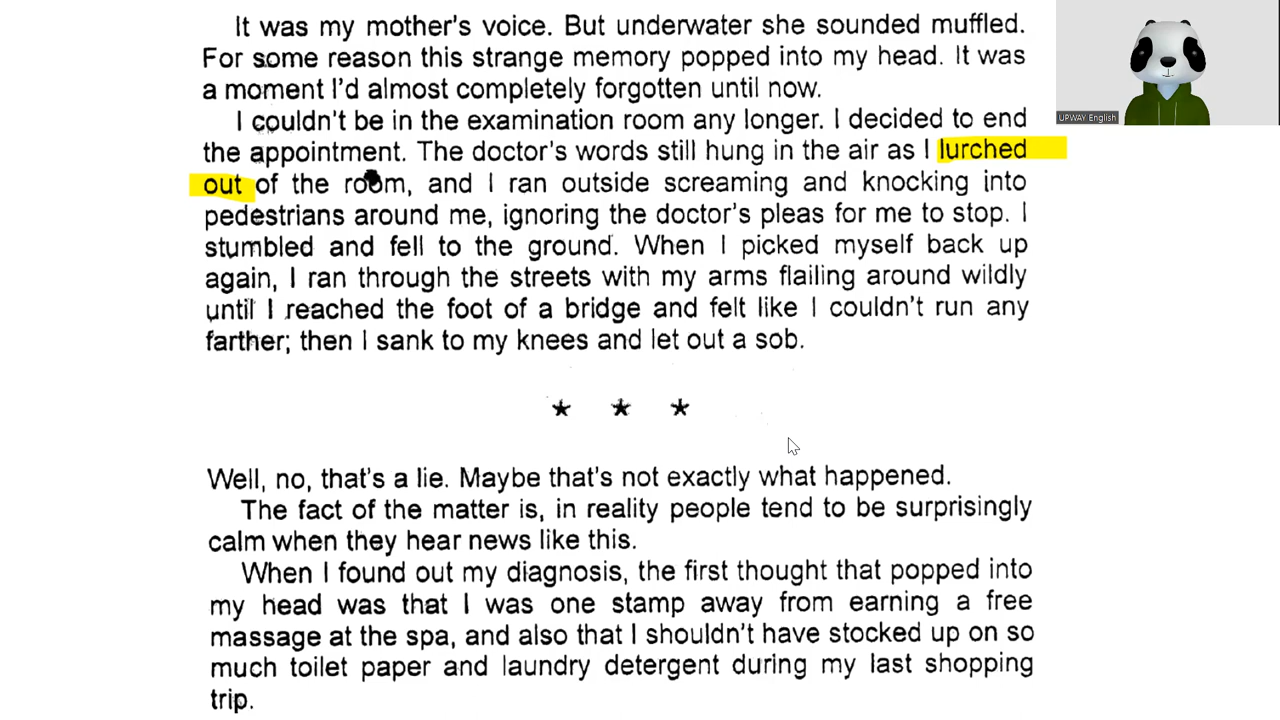 It was my mother's voice. But underwater she sounded muffled.
For some reason this strange memory popped into my head. It was
a moment I'd almost completely forgotten until now.
I couldn't be in the examination room any longer. I decided to end
the appointment. The doctor's words still hung in the air as I lurched
out of the room, and I ran outside screaming and knocking into
pedestrians around me, ignoring the doctor's pleas for me to stop. I
stumbled and fell to the ground. When I picked myself back up
again, I ran through the streets with my arms flailing around wildly
until I reached the foot of a bridge and felt like I couldn't run any
farther; then I sank to my knees and let out a sob.
★ ★ ★
Well, no, that's a lie. Maybe that's not exactly what happened.
The fact of the matter is, in reality people tend to be surprisingly
calm when they hear news like this.
When I found out my diagnosis, the first thought that popped into
my head was that I was one stamp away from earning a free
massage at the spa, and also that I shouldn't have stocked up on so
much toilet paper and laundry detergent during my last shopping
trip.
UPWAY English